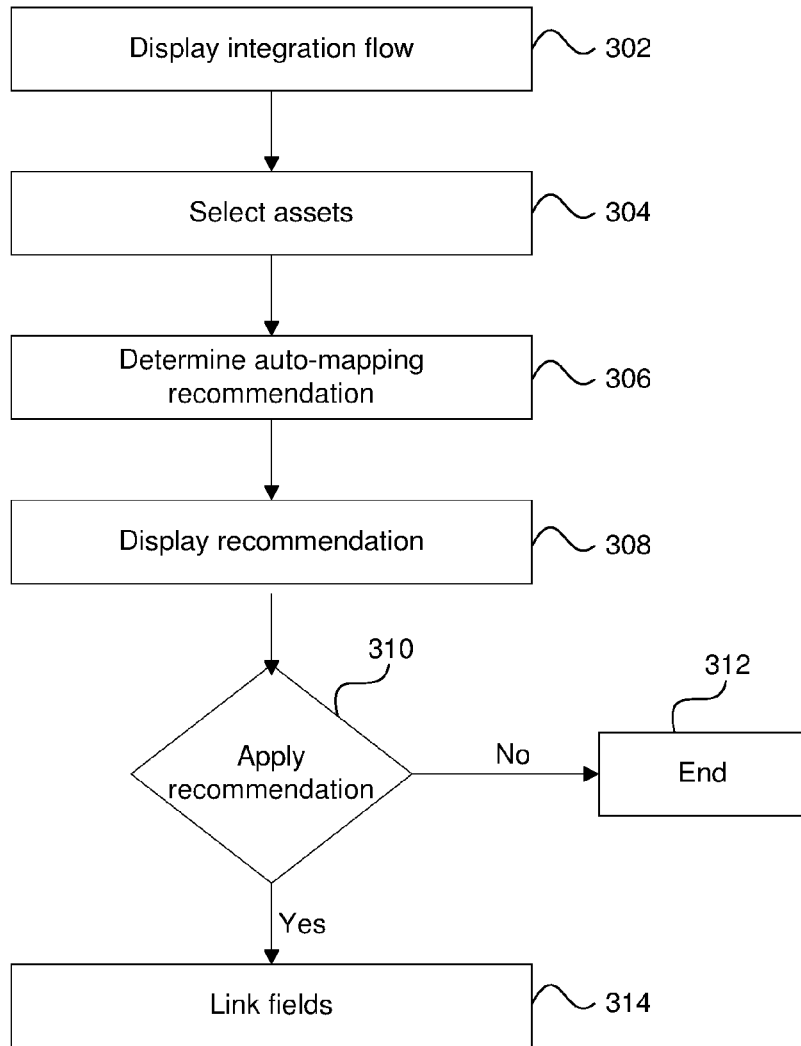 Display integration flow
302
Select assets
304
Determine auto-mapping
recommendation
306
Display recommendation
308
310
Apply
recommendation
No
312
End
Yes
Link fields
314